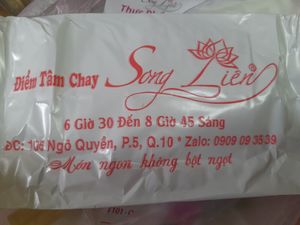 Điểm Tâm Chay Song Liên
6 Giờ 30 Đến 8 Giờ 45 Sáng
ĐC: 106 Ngô Quyền, P.5, Q.10 * Zalo: 0909 09 35 39
Món ngon không bột ngọt